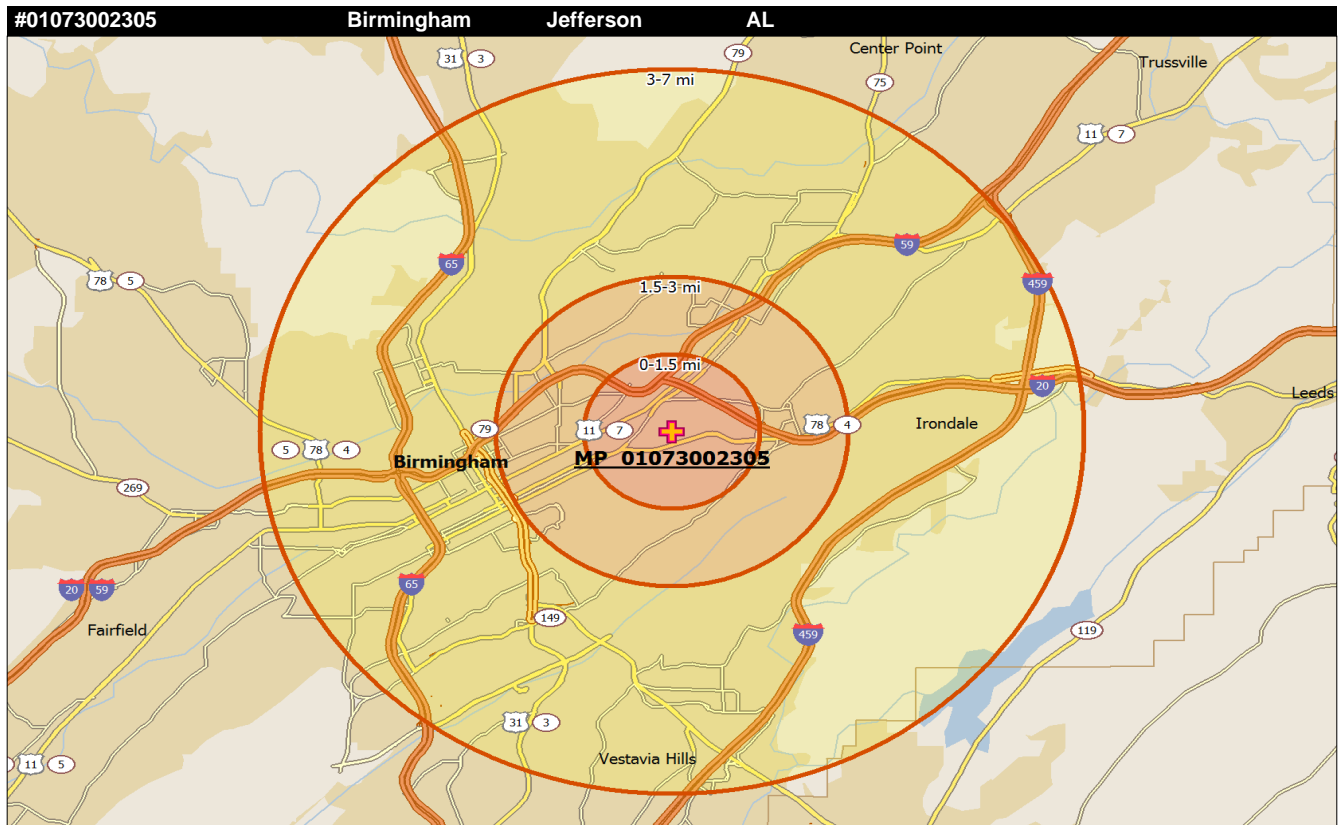 #01073002305 Birmingham Jefferson AL
Center Point
31 3
79
3-7 mi
75
Trussville
11 7
59
65
78 5
459
1.5-3 mi
0-1.5 mi
20
Leeds
79
11 7
78 4
Irondale
5 78 4
Birmingham
MP 01073002305
269
20 59
65
149
Fairfield
459
119
31 3
Vestavia Hills
11 5